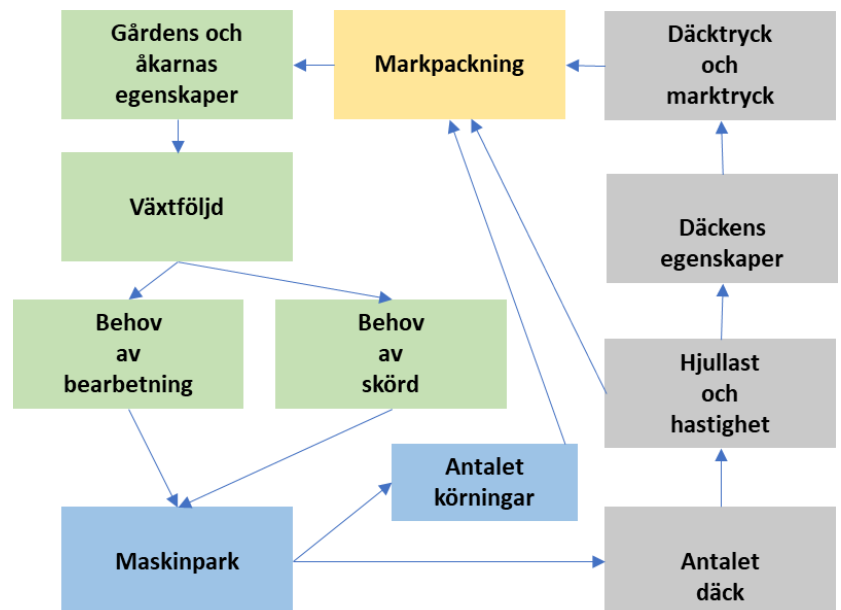 Gårdens och
åkarnas
egenskaper
Markpackning
Däcktryck
och
marktryck
Växtföljd
Däckens
egenskaper
Behov
av
bearbetning
Behov
av
skörd
Hjullast
och
hastighet
Antalet
körningar
Maskinpark
Antalet
däck